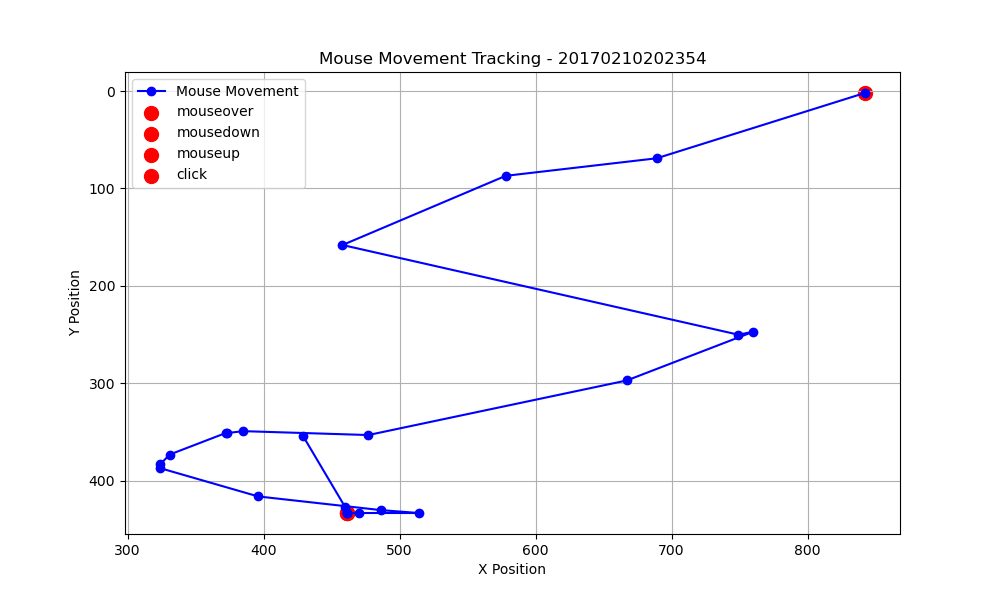 Mouse Movement Tracking - 20170210202354
Mouse Movement
mouseover
mousedown
mouseup
click
0
100
200
300
400
Y Position
300 400 500 600 700 800
X Position